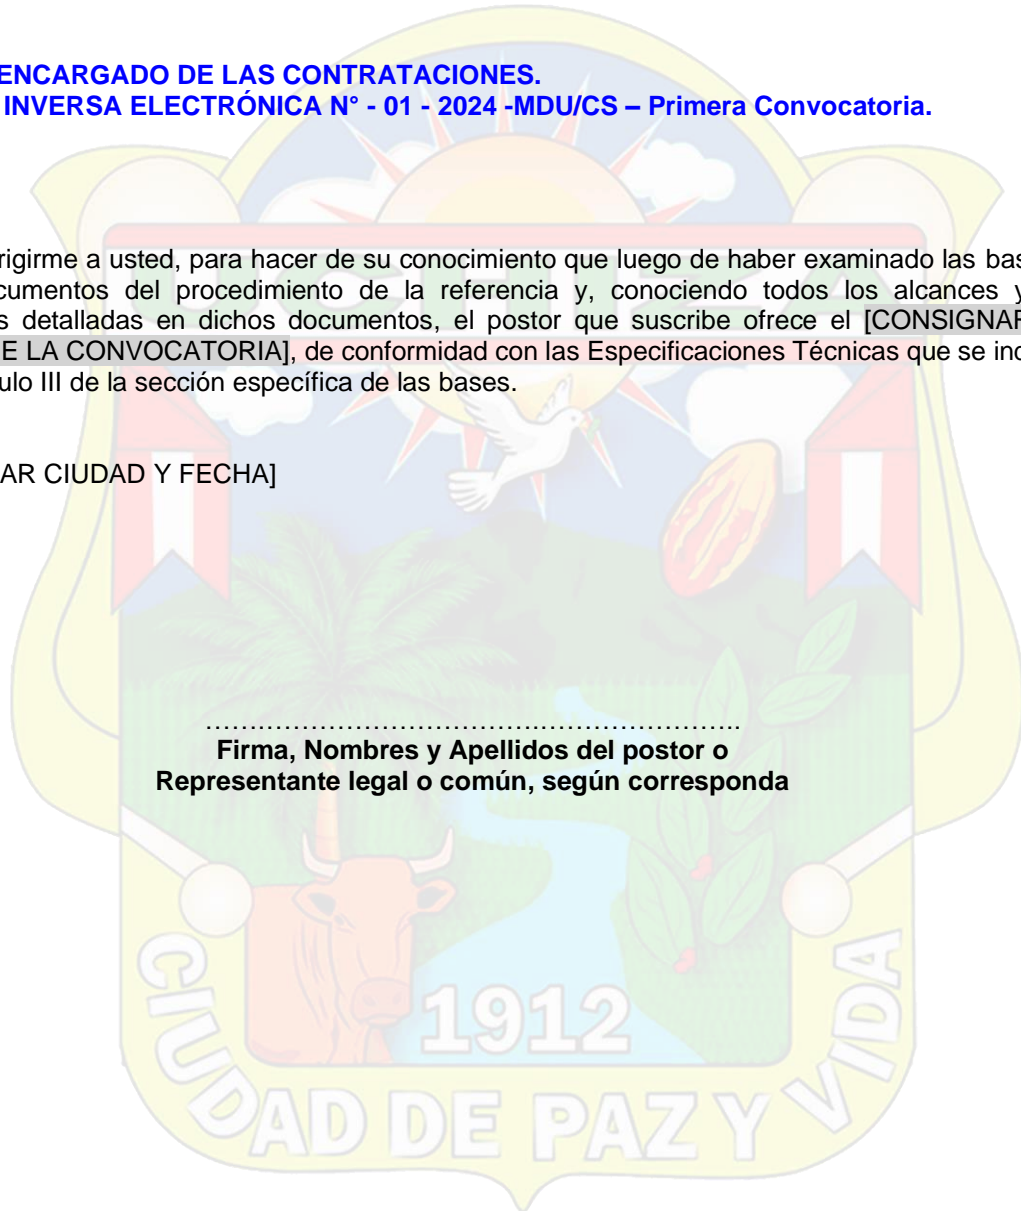 ENCARGADO DE LAS CONTRATACIONES.
INVERSA ELECTRÓNICA N° - 01 - 2024 -MDU/CS – Primera Convocatoria.
UCHIZA
rigirme a usted, para hacer de su conocimiento que luego de haber examinado las bas
cumentos del procedimiento de la referencia y, conociendo todos los alcances y
s detalladas en dichos documentos, el postor que suscribe ofrece el [CONSIGNAR
E LA CONVOCATORIA], de conformidad con las Especificaciones Técnicas que se inc
ulo III de la sección específica de las bases.
AR CIUDAD Y FECHA]
…….………………………….…………………..
Firma, Nombres y Apellidos del postor o
Representante legal o común, según corresponda
1912
CIUDAD DE PAZ Y VIDA